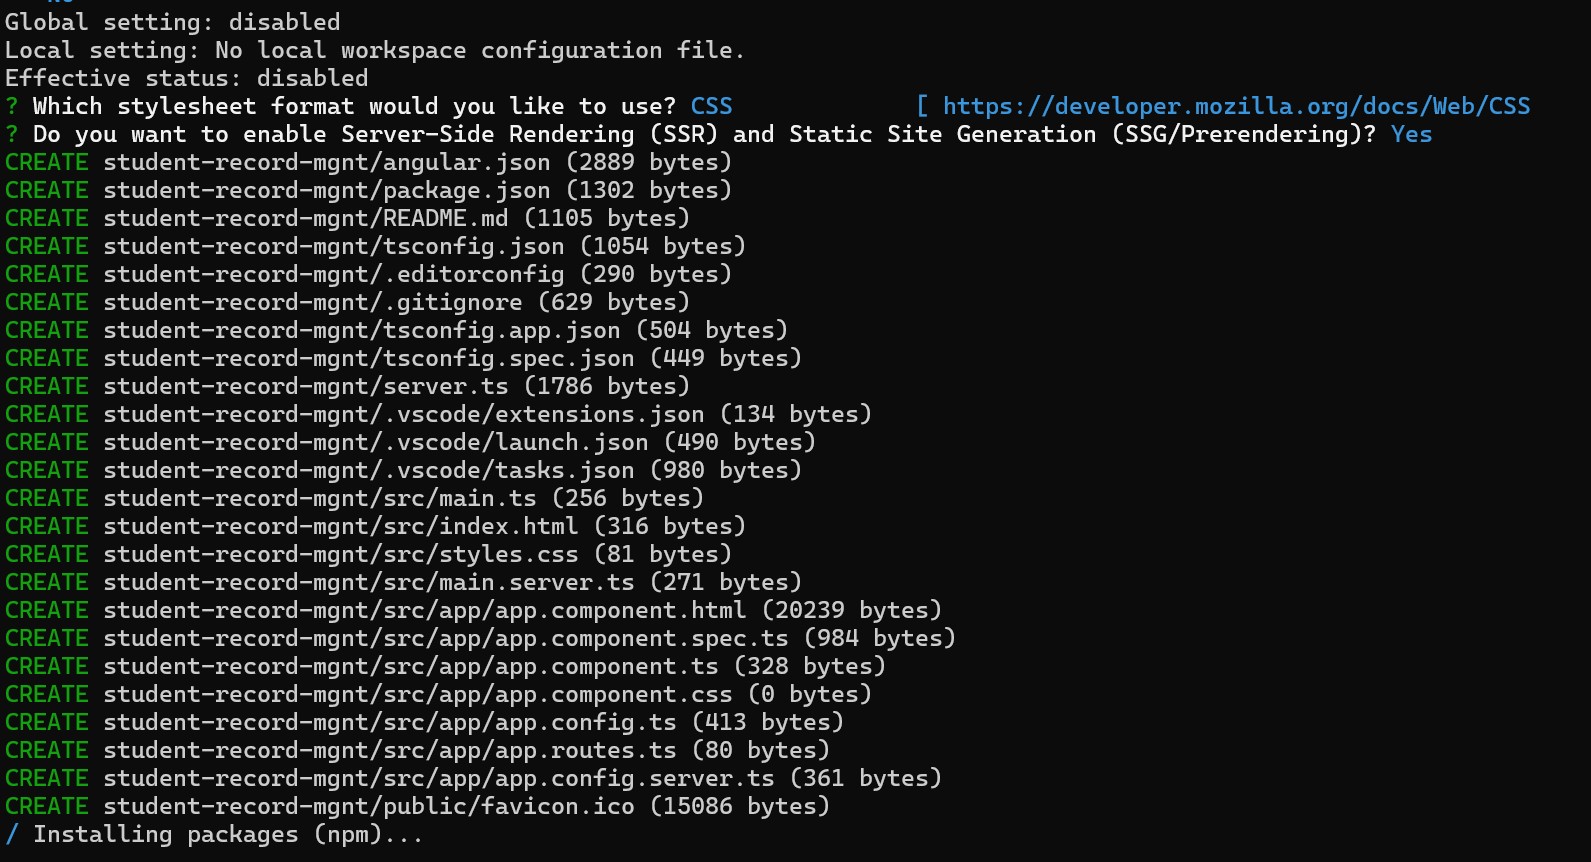 Global setting: disabled
Local setting: No local workspace configuration file.
Effective status: disabled
? Which stylesheet format would you like to use? CSS             [ https://developer.mozilla.org/docs/Web/CSS
? Do you want to enable Server-Side Rendering (SSR) and Static Site Generation (SSG/Prerendering)? Yes
CREATE student-record-mgnt/angular.json (2889 bytes)
CREATE student-record-mgnt/package.json (1302 bytes)
CREATE student-record-mgnt/README.md (1105 bytes)
CREATE student-record-mgnt/tsconfig.json (1054 bytes)
CREATE student-record-mgnt/.editorconfig (290 bytes)
CREATE student-record-mgnt/.gitignore (629 bytes)
CREATE student-record-mgnt/tsconfig.app.json (504 bytes)
CREATE student-record-mgnt/tsconfig.spec.json (449 bytes)
CREATE student-record-mgnt/server.ts (1786 bytes)
CREATE student-record-mgnt/.vscode/extensions.json (134 bytes)
CREATE student-record-mgnt/.vscode/launch.json (490 bytes)
CREATE student-record-mgnt/.vscode/tasks.json (980 bytes)
CREATE student-record-mgnt/src/main.ts (256 bytes)
CREATE student-record-mgnt/src/index.html (316 bytes)
CREATE student-record-mgnt/src/styles.css (81 bytes)
CREATE student-record-mgnt/src/main.server.ts (271 bytes)
CREATE student-record-mgnt/src/app/app.component.html (20239 bytes)
CREATE student-record-mgnt/src/app/app.component.spec.ts (984 bytes)
CREATE student-record-mgnt/src/app/app.component.ts (328 bytes)
CREATE student-record-mgnt/src/app/app.component.css (0 bytes)
CREATE student-record-mgnt/src/app/app.config.ts (413 bytes)
CREATE student-record-mgnt/src/app/app.routes.ts (80 bytes)
CREATE student-record-mgnt/src/app/app.config.server.ts (361 bytes)
CREATE student-record-mgnt/public/favicon.ico (15086 bytes)
/ Installing packages (npm)...